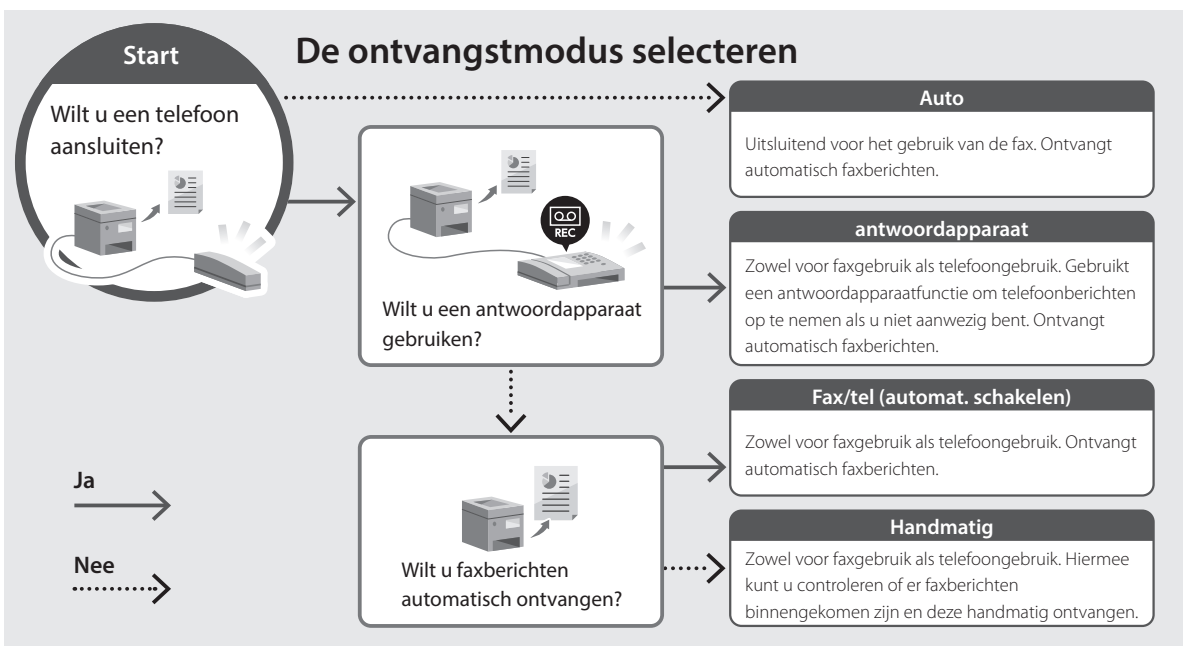 De ontvangstmodus selecteren
Start
Wilt u een telefoon
aansluiten?
REC
Wilt u een antwoordapparaat
gebruiken?
Wilt u faxberichten
automatisch ontvangen?
Auto
Uitsluitend voor het gebruik van de fax. Ontvangt
automatisch faxberichten.
antwoordapparaat
Zowel voor faxgebruik als telefoongebruik. Gebruikt
een antwoordapparaatfunctie om telefoonberichten
op te nemen als u niet aanwezig bent. Ontvangt
automatisch faxberichten.
Fax/tel (automat. schakelen)
Zowel voor faxgebruik als telefoongebruik. Ontvangt
automatisch faxberichten.
Handmatig
Zowel voor faxgebruik als telefoongebruik. Hiermee
kunt u controleren of er faxberichten
binnengekomen zijn en deze handmatig ontvangen.
Ja
Nee